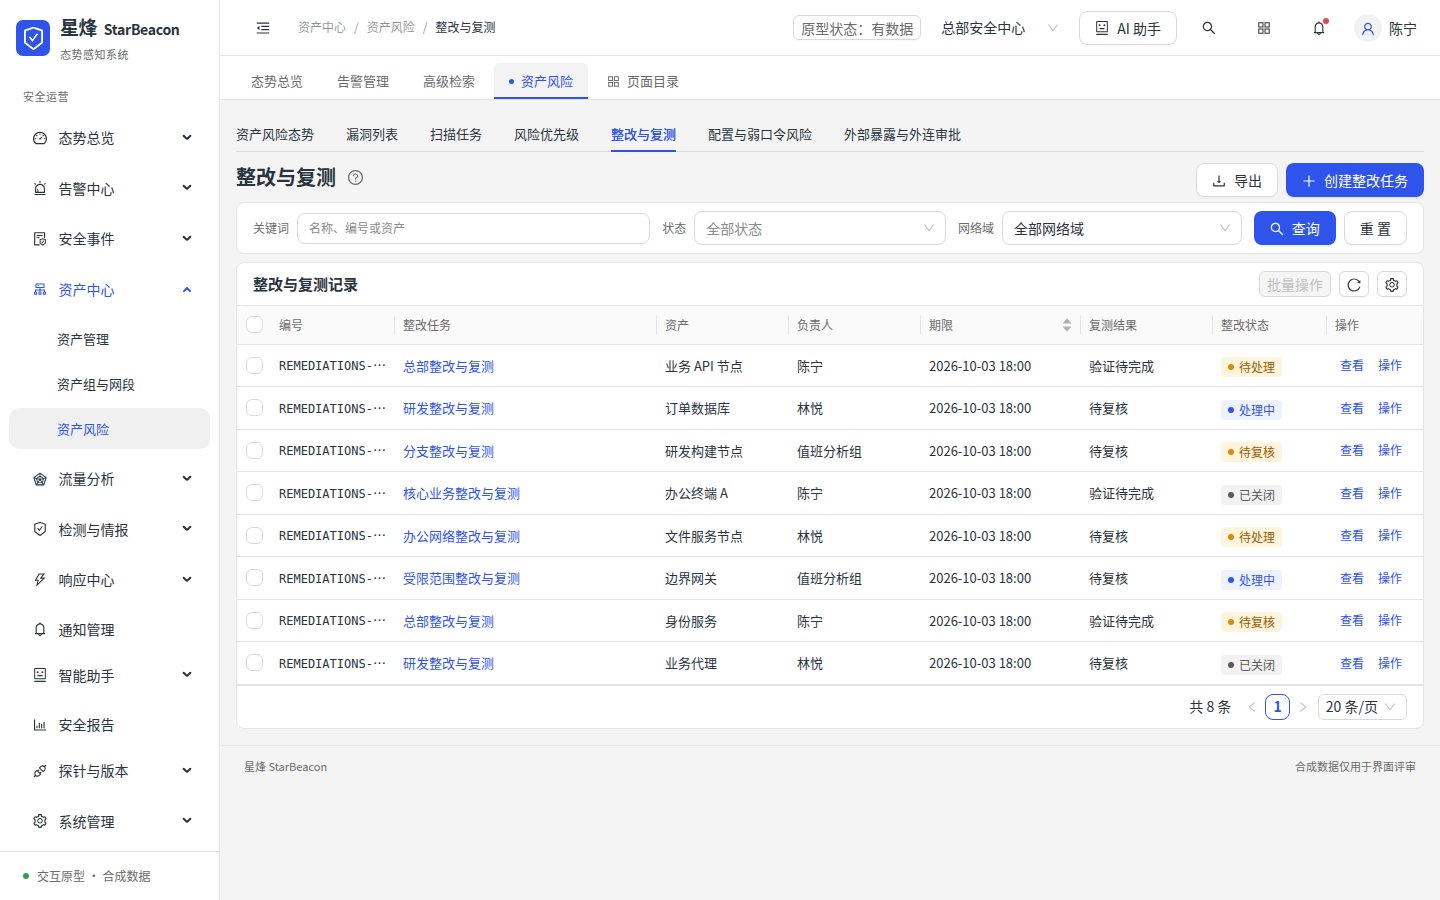 星烽 StarBeacon
态势感知系统
安全运营
态势总览
告警中心
安全事件
资产中心
资产管理
资产组与网段
资产风险
流量分析
检测与情报
响应中心
通知管理
智能助手
安全报告
探针与版本
系统管理
交互原型 · 合成数据
资产中心 / 资产风险 / 整改与复测
原型状态：有数据
总部安全中心
AI 助手
陈宁
态势总览 告警管理 高级检索 资产风险 页面目录
资产风险态势 漏洞列表 扫描任务 风险优先级 整改与复测 配置与弱口令风险 外部暴露与外连审批
整改与复测
导出
创建整改任务
关键词 名称、编号或资产 状态 全部状态 网络域 全部网络域 查询 重 置
整改与复测记录
批量操作
编号 整改任务 资产 负责人 期限 复测结果 整改状态 操作
REMEDIATIONS-··· 总部整改与复测 业务 API 节点 陈宁 2026-10-03 18:00 验证待完成 待处理 查看 操作
REMEDIATIONS-··· 研发整改与复测 订单数据库 林悦 2026-10-03 18:00 待复核 处理中 查看 操作
REMEDIATIONS-··· 分支整改与复测 研发构建节点 值班分析组 2026-10-03 18:00 待复核 待复核 查看 操作
REMEDIATIONS-··· 核心业务整改与复测 办公终端 A 陈宁 2026-10-03 18:00 验证待完成 已关闭 查看 操作
REMEDIATIONS-··· 办公网络整改与复测 文件服务节点 林悦 2026-10-03 18:00 待复核 待处理 查看 操作
REMEDIATIONS-··· 受限范围整改与复测 边界网关 值班分析组 2026-10-03 18:00 待复核 处理中 查看 操作
REMEDIATIONS-··· 总部整改与复测 身份服务 陈宁 2026-10-03 18:00 验证待完成 待复核 查看 操作
REMEDIATIONS-··· 研发整改与复测 业务代理 林悦 2026-10-03 18:00 待复核 已关闭 查看 操作
共 8 条 1 20 条/页
星烽 StarBeacon
合成数据仅用于界面评审